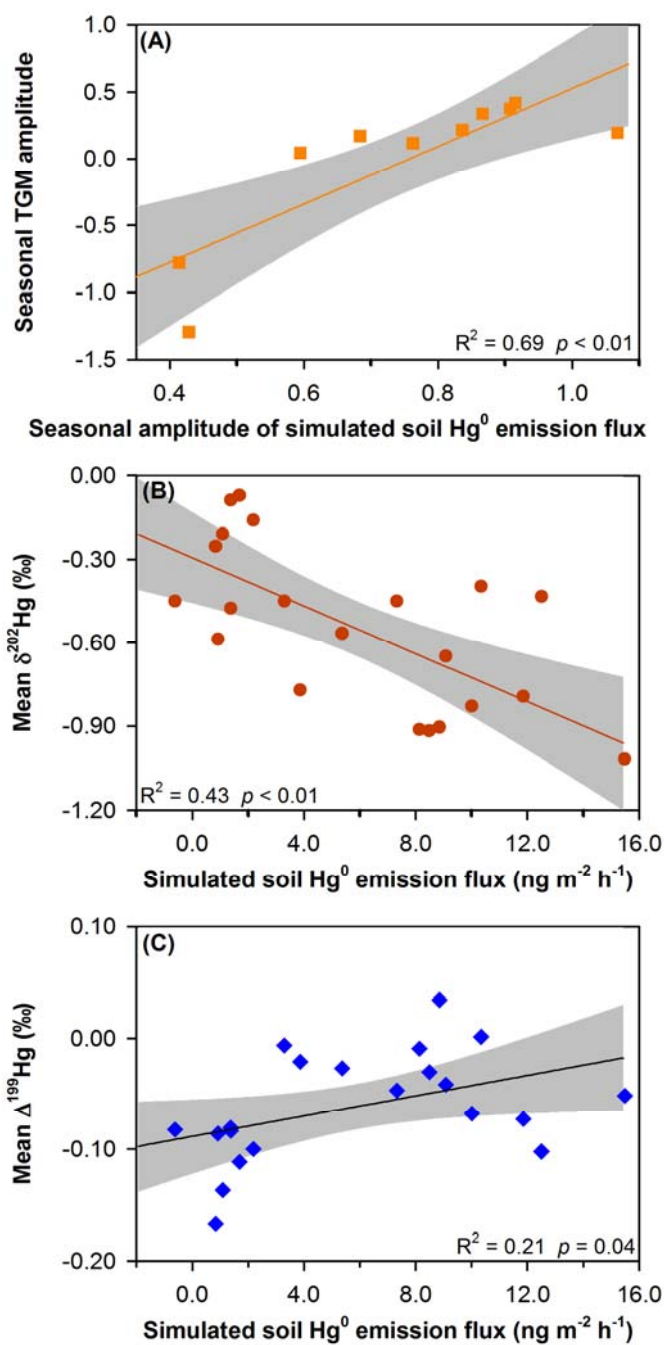 (A)
Seasonal TGM amplitude
1.0
0.5
0.0
-0.5
-1.0
-1.5
R² = 0.69 p < 0.01
0.4 0.6 0.8 1.0
Seasonal amplitude of simulated soil Hg⁰ emission flux
(B)
Mean δ²⁰²Hg (‰)
0.00
-0.30
-0.60
-0.90
-1.20
R² = 0.43 p < 0.01
0.0 4.0 8.0 12.0 16.0
Simulated soil Hg⁰ emission flux (ng m⁻² h⁻¹)
(C)
Mean Δ¹⁹⁹Hg (‰)
0.10
0.00
-0.10
-0.20
R² = 0.21 p = 0.04
0.0 4.0 8.0 12.0 16.0
Simulated soil Hg⁰ emission flux (ng m⁻² h⁻¹)